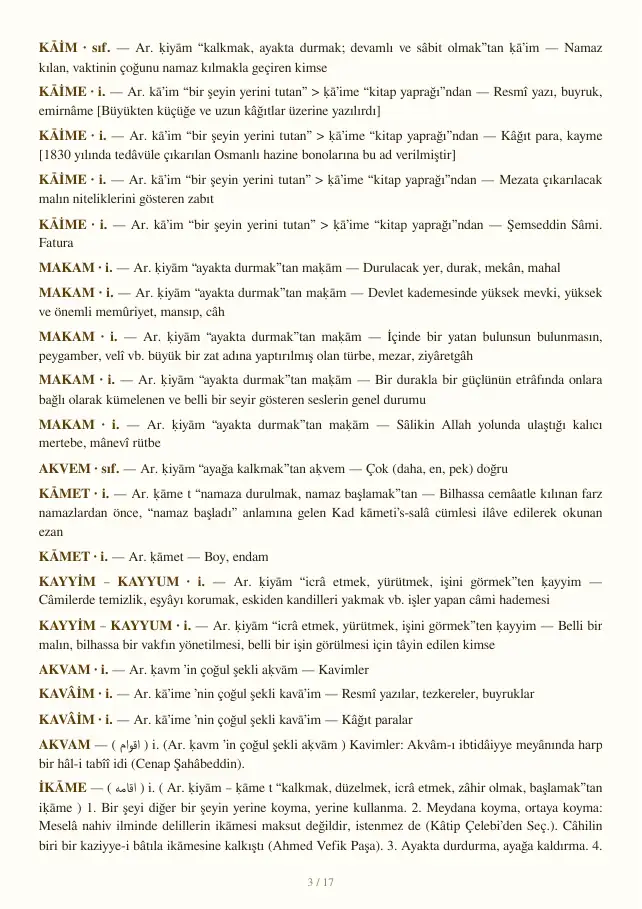 KÂİM · sıf. — Ar. ḳiyām “kalkmak, ayakta durmak; devamlı ve sâbit olmak”tan ḳā’im — Namaz
kılan, vaktinin çoğunu namaz kılmakla geçiren kimse
KÂİME · i. — Ar. kā’im “bir şeyin yerini tutan” > ḳā’ime “kitap yaprağı”ndan — Resmî yazı, buyruk,
emirnâme [Büyükten küçüğe ve uzun kâğıtlar üzerine yazılırdı]
KÂİME · i. — Ar. kā’im “bir şeyin yerini tutan” > ḳā’ime “kitap yaprağı”ndan — Kâğıt para, kayme
[1830 yılında tedâvüle çıkarılan Osmanlı hazine bonolarına bu ad verilmiştir]
KÂİME · i. — Ar. kā’im “bir şeyin yerini tutan” > ḳā’ime “kitap yaprağı”ndan — Mezata çıkarılacak
malın niteliklerini gösteren zabıt
KÂİME · i. — Ar. kā’im “bir şeyin yerini tutan” > ḳā’ime “kitap yaprağı”ndan — Şemseddin Sâmi.
Fatura
MAKAM · i. — Ar. ḳiyām “ayakta durmak”tan maḳām — Durulacak yer, durak, mekân, mahal
MAKAM · i. — Ar. ḳiyām “ayakta durmak”tan maḳām — Devlet kademesinde yüksek mevki, yüksek
ve önemli memûriyet, mansıp, câh
MAKAM · i. — Ar. ḳiyām “ayakta durmak”tan maḳām — İçinde bir yatan bulunsun bulunmasın,
peygamber, velî vb. büyük bir zat adına yaptırılmış olan türbe, mezar, ziyâretgâh
MAKAM · i. — Ar. ḳiyām “ayakta durmak”tan maḳām — Bir durakla bir güçlünün etrâfında onlara
bağlı olarak kümelenen ve belli bir seyir gösteren seslerin genel durumu
MAKAM · i. — Ar. ḳiyām “ayakta durmak”tan maḳām — Sâlikin Allah yolunda ulaştığı kalıcı
mertebe, mânevî rütbe
AKVEM · sıf. — Ar. ḳiyām “ayağa kalkmak”tan aḳvem — Çok (daha, en, pek) doğru
KĀMET · i. — Ar. ḳāme t “namaza durulmak, namaz başlamak”tan — Bilhassa cemâatle kılınan farz
namazlardan önce, “namaz başladı” anlamına gelen Kad kāmeti’s-salâ cümlesi ilâve edilerek okunan
ezan
KĀMET · i. — Ar. ḳāmet — Boy, endam
KAYYİM – KAYYUM · i. — Ar. ḳiyām “icrâ etmek, yürütmek, işini görmek”ten ḳayyim —
Câmilerde temizlik, eşyâyı korumak, eskiden kandilleri yakmak vb. işler yapan câmi hademesi
KAYYİM – KAYYUM · i. — Ar. ḳiyām “icrâ etmek, yürütmek, işini görmek”ten ḳayyim — Belli bir
malın, bilhassa bir vakfın yönetilmesi, belli bir işin görülmesi için tâyin edilen kimse
AKVAM · i. — Ar. ḳavm ’in çoğul şekli aḳvām — Kavimler
KAVÂİM · i. — Ar. kā’ime ’nin çoğul şekli kavā’im — Resmî yazılar, tezkereler, buyruklar
KAVÂİM · i. — Ar. kā’ime ’nin çoğul şekli kavā’im — Kâğıt paralar
AKVAM — ( اقوام ) i. (Ar. ḳavm ’in çoğul şekli aḳvām ) Kavimler: Akvâm-ı ibtidâiyye meyânında harp
bir hâl-i tabîî idi (Cenap Şahâbeddin).
İKĀME — ( اقامه ) i. ( Ar. ḳiyām – ḳāme t “kalkmak, düzelmek, icrâ etmek, zâhir olmak, başlamak”tan
iḳāme ) 1. Bir şeyi diğer bir şeyin yerine koyma, yerine kullanma. 2. Meydana koyma, ortaya koyma:
Meselâ nahiv ilminde delillerin ikāmesi maksut değildir, istenmez de (Kâtip Çelebi’den Seç.). Câhilin
biri bir kaziyye-i bâtıla ikāmesine kalkıştı (Ahmed Vefik Paşa). 3. Ayakta durdurma, ayağa kaldırma. 4.
3 / 17